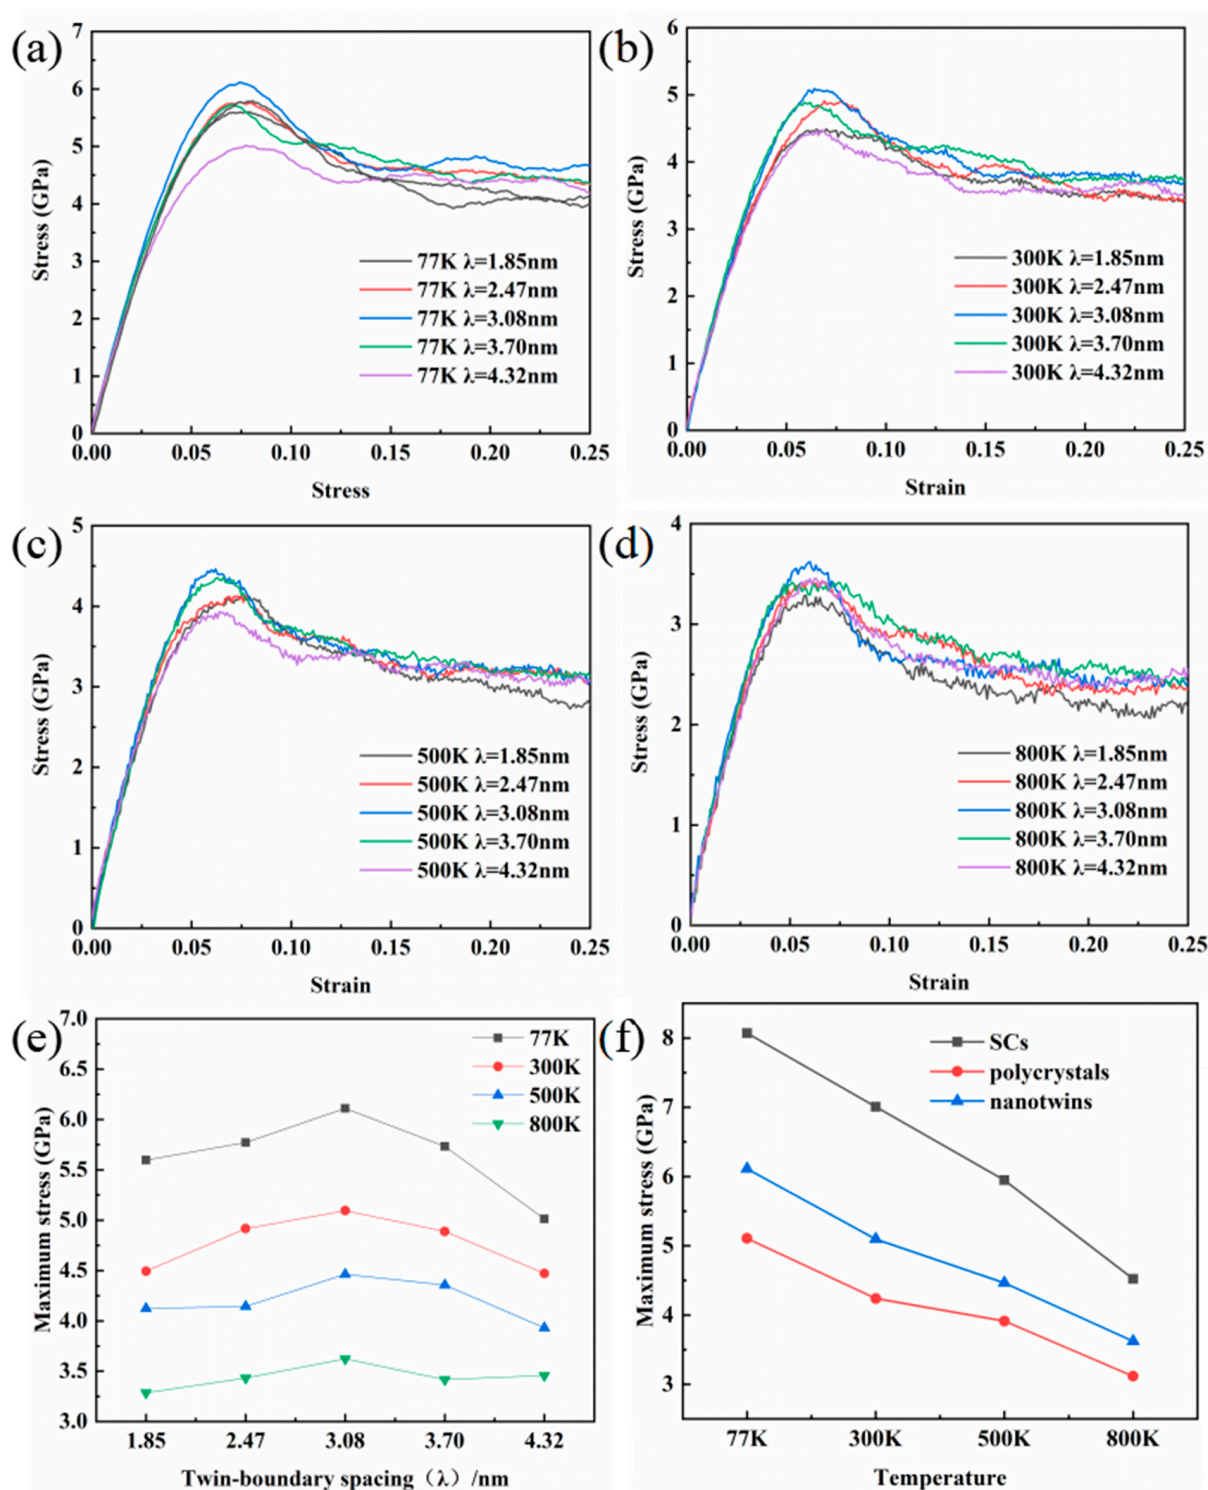 (a)
7
6
5
4
3
2
1
0
Stress (GPa)
77K λ=1.85nm
77K λ=2.47nm
77K λ=3.08nm
77K λ=3.70nm
77K λ=4.32nm
0.00 0.05 0.10 0.15 0.20 0.25
Stress
(b)
6
5
4
3
2
1
0
Stress (GPa)
300K λ=1.85nm
300K λ=2.47nm
300K λ=3.08nm
300K λ=3.70nm
300K λ=4.32nm
0.00 0.05 0.10 0.15 0.20 0.25
Strain
(c)
5
4
3
2
1
0
Stress (GPa)
500K λ=1.85nm
500K λ=2.47nm
500K λ=3.08nm
500K λ=3.70nm
500K λ=4.32nm
0.00 0.05 0.10 0.15 0.20 0.25
Strain
(d)
4
3
2
1
0
Stress (GPa)
800K λ=1.85nm
800K λ=2.47nm
800K λ=3.08nm
800K λ=3.70nm
800K λ=4.32nm
0.00 0.05 0.10 0.15 0.20 0.25
Strain
(e)
7.0
6.5
6.0
5.5
5.0
4.5
4.0
3.5
3.0
Maximum stress (GPa)
77K
300K
500K
800K
1.85 2.47 3.08 3.70 4.32
Twin-boundary spacing（λ）/nm
(f)
8
7
6
5
4
3
Maximum stress (GPa)
SCs
polycrystals
nanotwins
77K 300K 500K 800K
Temperature